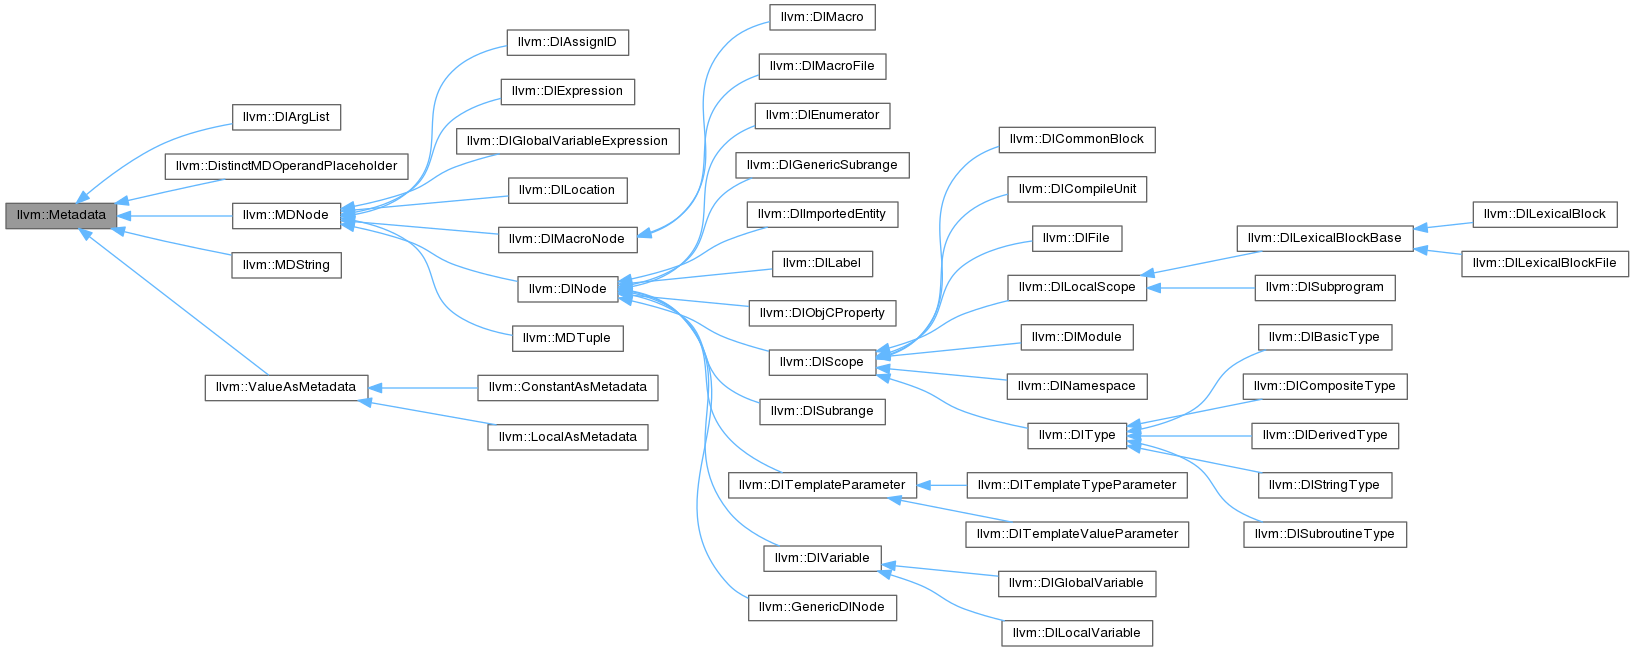 llvm::Metadata
llvm::DIArgList
llvm::DistinctMDOperandPlaceholder
llvm::MDNode
llvm::MDString
llvm::ValueAsMetadata
llvm::DIAssignID
llvm::DIExpression
llvm::DIGlobalVariableExpression
llvm::DILocation
llvm::DIMacroNode
llvm::DINode
llvm::MDTuple
llvm::ConstantAsMetadata
llvm::LocalAsMetadata
llvm::DIMacro
llvm::DIMacroFile
llvm::DIEnumerator
llvm::DIGenericSubrange
llvm::DIImportedEntity
llvm::DILabel
llvm::DIObjCProperty
llvm::DIScope
llvm::DISubrange
llvm::DITemplateParameter
llvm::DIVariable
llvm::GenericDINode
llvm::DICommonBlock
llvm::DICompileUnit
llvm::DIFile
llvm::DILocalScope
llvm::DIModule
llvm::DINamespace
llvm::DIType
llvm::DITemplateTypeParameter
llvm::DITemplateValueParameter
llvm::DIGlobalVariable
llvm::DILocalVariable
llvm::DILexicalBlockBase
llvm::DISubprogram
llvm::DIBasicType
llvm::DICompositeType
llvm::DIDerivedType
llvm::DIStringType
llvm::DISubroutineType
llvm::DILexicalBlock
llvm::DILexicalBlockFile